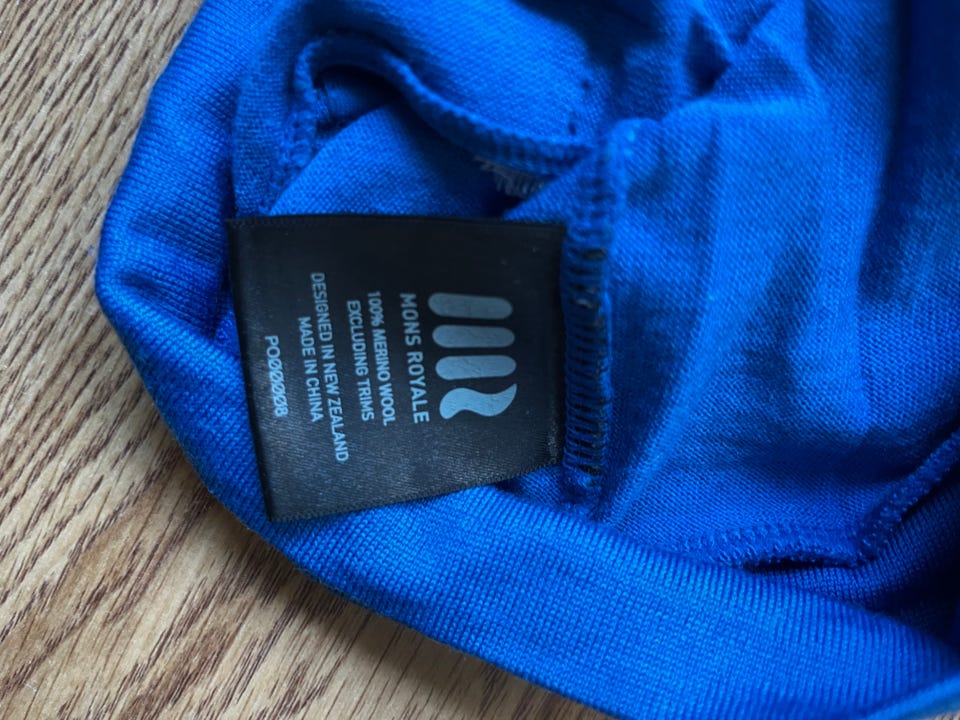 MONS ROYALE
100% MERINO WOOL
EXCLUDING TRIMS
DESIGNED IN NEW ZEALAND
MADE IN CHINA
PO00008